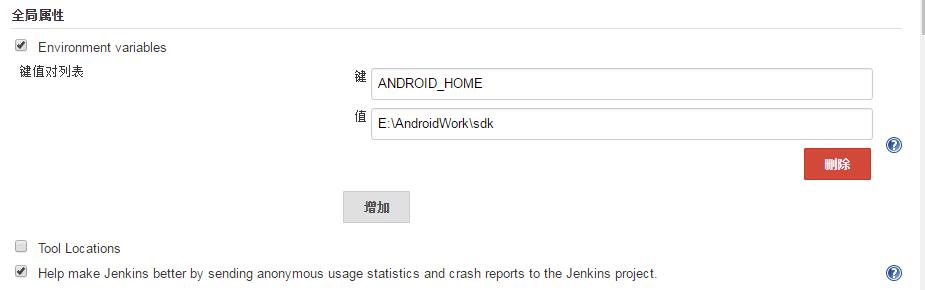 全局属性
Environment variables
键值对列表
键 ANDROID_HOME
值 E:\AndroidWork\sdk
删除
增加
Tool Locations
Help make Jenkins better by sending anonymous usage statistics and crash reports to the Jenkins project.